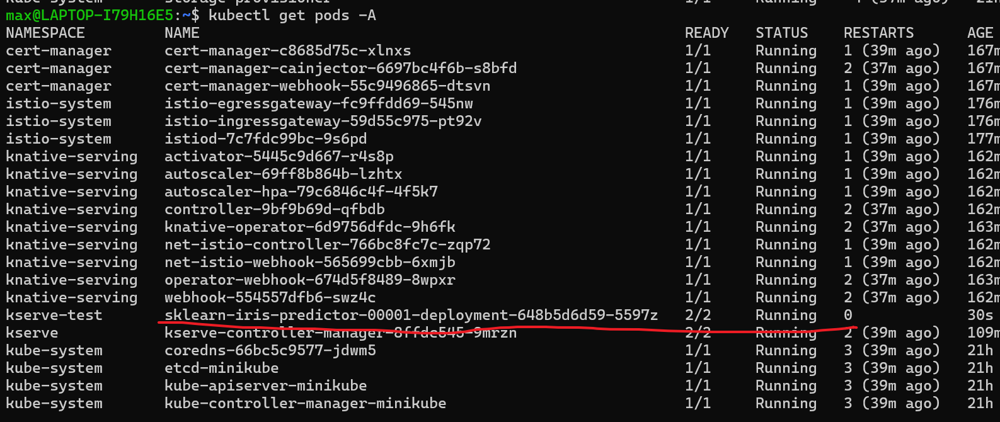 max@LAPTOP-I79H16E5:~$ kubectl get pods -A
NAMESPACE NAME READY STATUS RESTARTS AGE
cert-manager cert-manager-c8685d75c-xlnxs 1/1 Running 1 (39m ago) 167m
cert-manager cert-manager-cainjector-6697bc4f6b-s8bfd 1/1 Running 2 (37m ago) 167m
cert-manager cert-manager-webhook-55c9496865-dtsvn 1/1 Running 1 (39m ago) 167m
istio-system istio-egressgateway-fc9ffdd69-545nw 1/1 Running 1 (39m ago) 176m
istio-system istio-ingressgateway-59d55c975-pt92v 1/1 Running 1 (39m ago) 176m
istio-system istiod-7c7fdc99bc-9s6pd 1/1 Running 1 (39m ago) 177m
knative-serving activator-5445c9d667-r4s8p 1/1 Running 1 (39m ago) 162m
knative-serving autoscaler-69ff8b864b-lzhtx 1/1 Running 1 (39m ago) 162m
knative-serving autoscaler-hpa-79c6846c4f-4f5k7 1/1 Running 1 (39m ago) 162m
knative-serving controller-9bf9b69d-qfbdb 1/1 Running 2 (37m ago) 162m
knative-serving knative-operator-6d9756dfdc-9h6fk 1/1 Running 2 (37m ago) 163m
knative-serving net-istio-controller-766bc8fc7c-zqp72 1/1 Running 1 (39m ago) 162m
knative-serving net-istio-webhook-565699cbb-6xmjb 1/1 Running 1 (39m ago) 162m
knative-serving operator-webhook-674d5f8489-8wpxr 1/1 Running 2 (37m ago) 163m
knative-serving webhook-554557dfb6-swz4c 1/1 Running 2 (37m ago) 162m
kserve-test sklearn-iris-predictor-00001-deployment-648b5d6d59-5597z 2/2 Running 0 30s
kserve kserve-controller-manager-8ffdc545-9mrzn 2/2 Running 2 (39m ago) 109m
kube-system coredns-66bc5c9577-jdwm5 1/1 Running 3 (39m ago) 21h
kube-system etcd-minikube 1/1 Running 3 (39m ago) 21h
kube-system kube-apiserver-minikube 1/1 Running 3 (39m ago) 21h
kube-system kube-controller-manager-minikube 1/1 Running 3 (39m ago) 21h